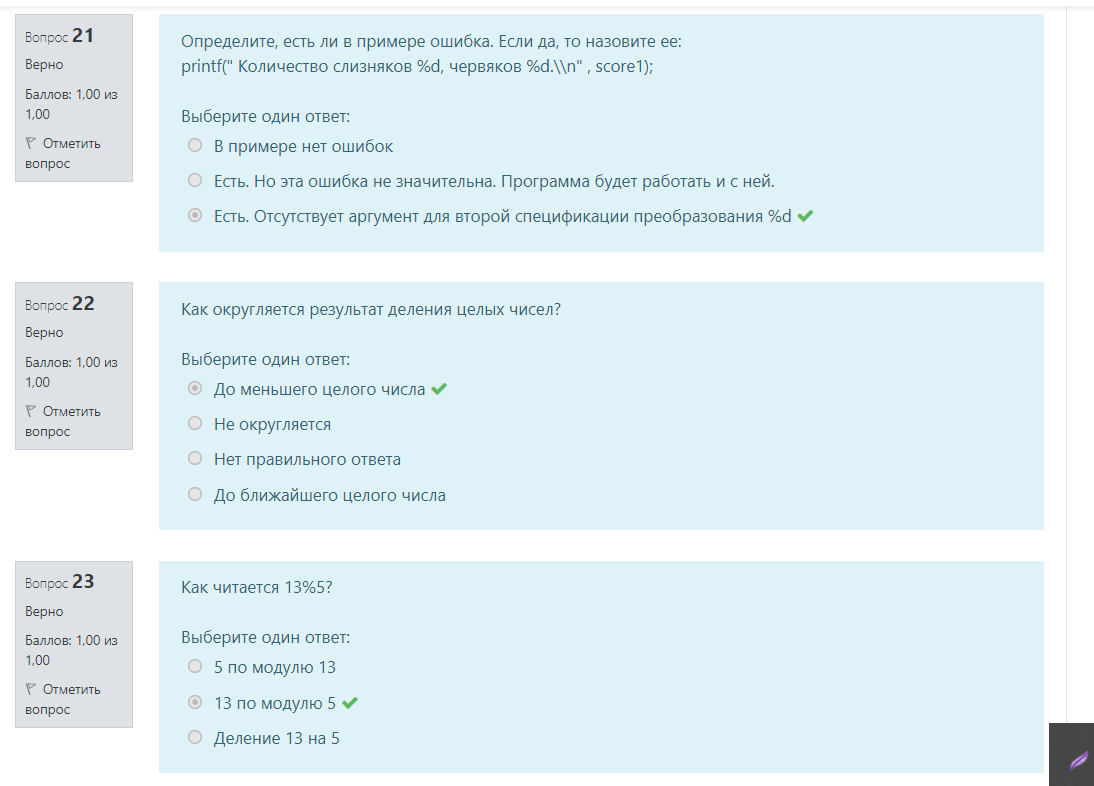 Вопрос 21
Верно
Баллов: 1,00 из
1,00
Отметить
вопрос
Определите, есть ли в примере ошибка. Если да, то назовите ее:
printf(" Количество слизняков %d, червяков %d.\\n" , score1);
Выберите один ответ:
В примере нет ошибок
Есть. Но эта ошибка не значительна. Программа будет работать и с ней.
Есть. Отсутствует аргумент для второй спецификации преобразования %d
Вопрос 22
Верно
Баллов: 1,00 из
1,00
Отметить
вопрос
Как округляется результат деления целых чисел?
Выберите один ответ:
До меньшего целого числа
Не округляется
Нет правильного ответа
До ближайшего целого числа
Вопрос 23
Верно
Баллов: 1,00 из
1,00
Отметить
вопрос
Как читается 13%5?
Выберите один ответ:
5 по модулю 13
13 по модулю 5
Деление 13 на 5